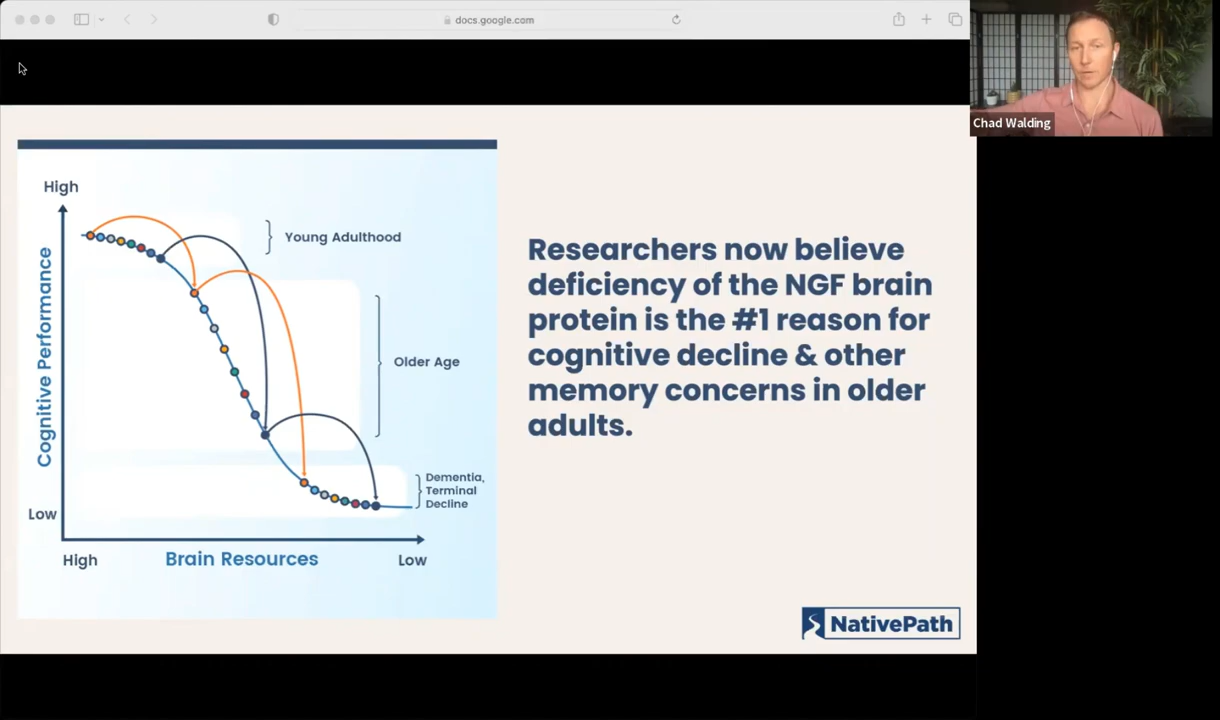 docs.google.com
Chad Walding
High
Cognitive Performance
Young Adulthood
Older Age
Dementia,
Terminal
Decline
Low
High
Brain Resources
Low
Researchers now believe
deficiency of the NGF brain
protein is the #1 reason for
cognitive decline & other
memory concerns in older
adults.
NativePath